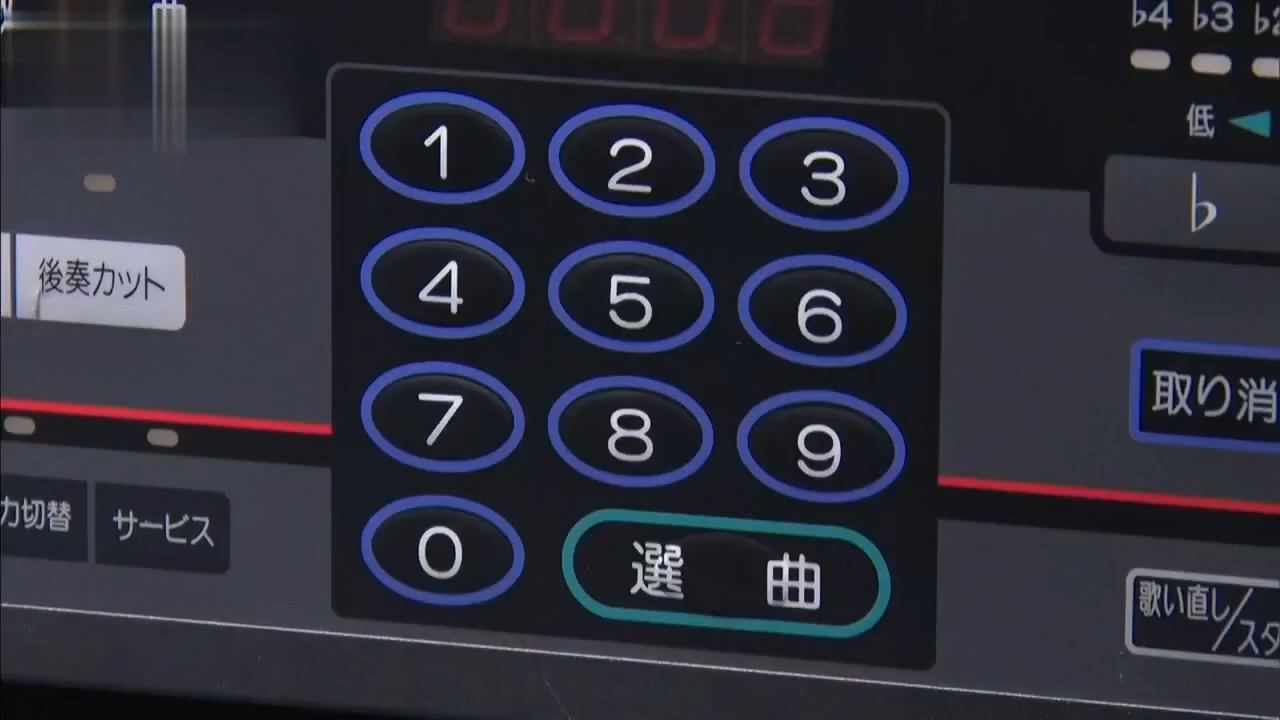 ♭4 ♭3
低
1 2 3
♭
後奏カット
4 5 6
取り消
7 8 9
力切替 サービス
0 選 曲
歌い直し/スタ